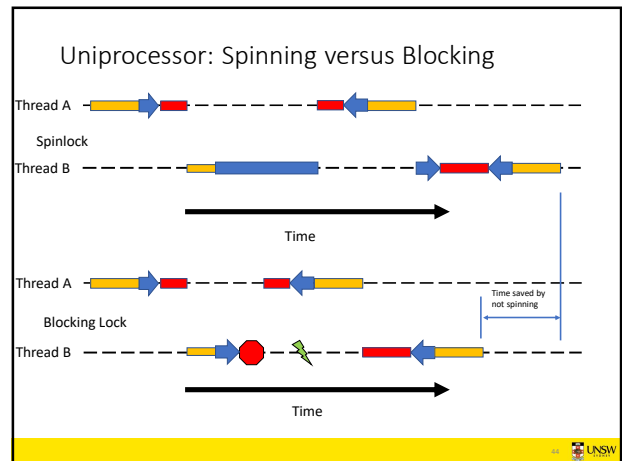 Uniprocessor: Spinning versus Blocking
Thread A
Spinlock
Thread B
Time
Thread A
Time saved by
not spinning
Blocking Lock
Thread B
Time
44
UNSW
SYDNEY